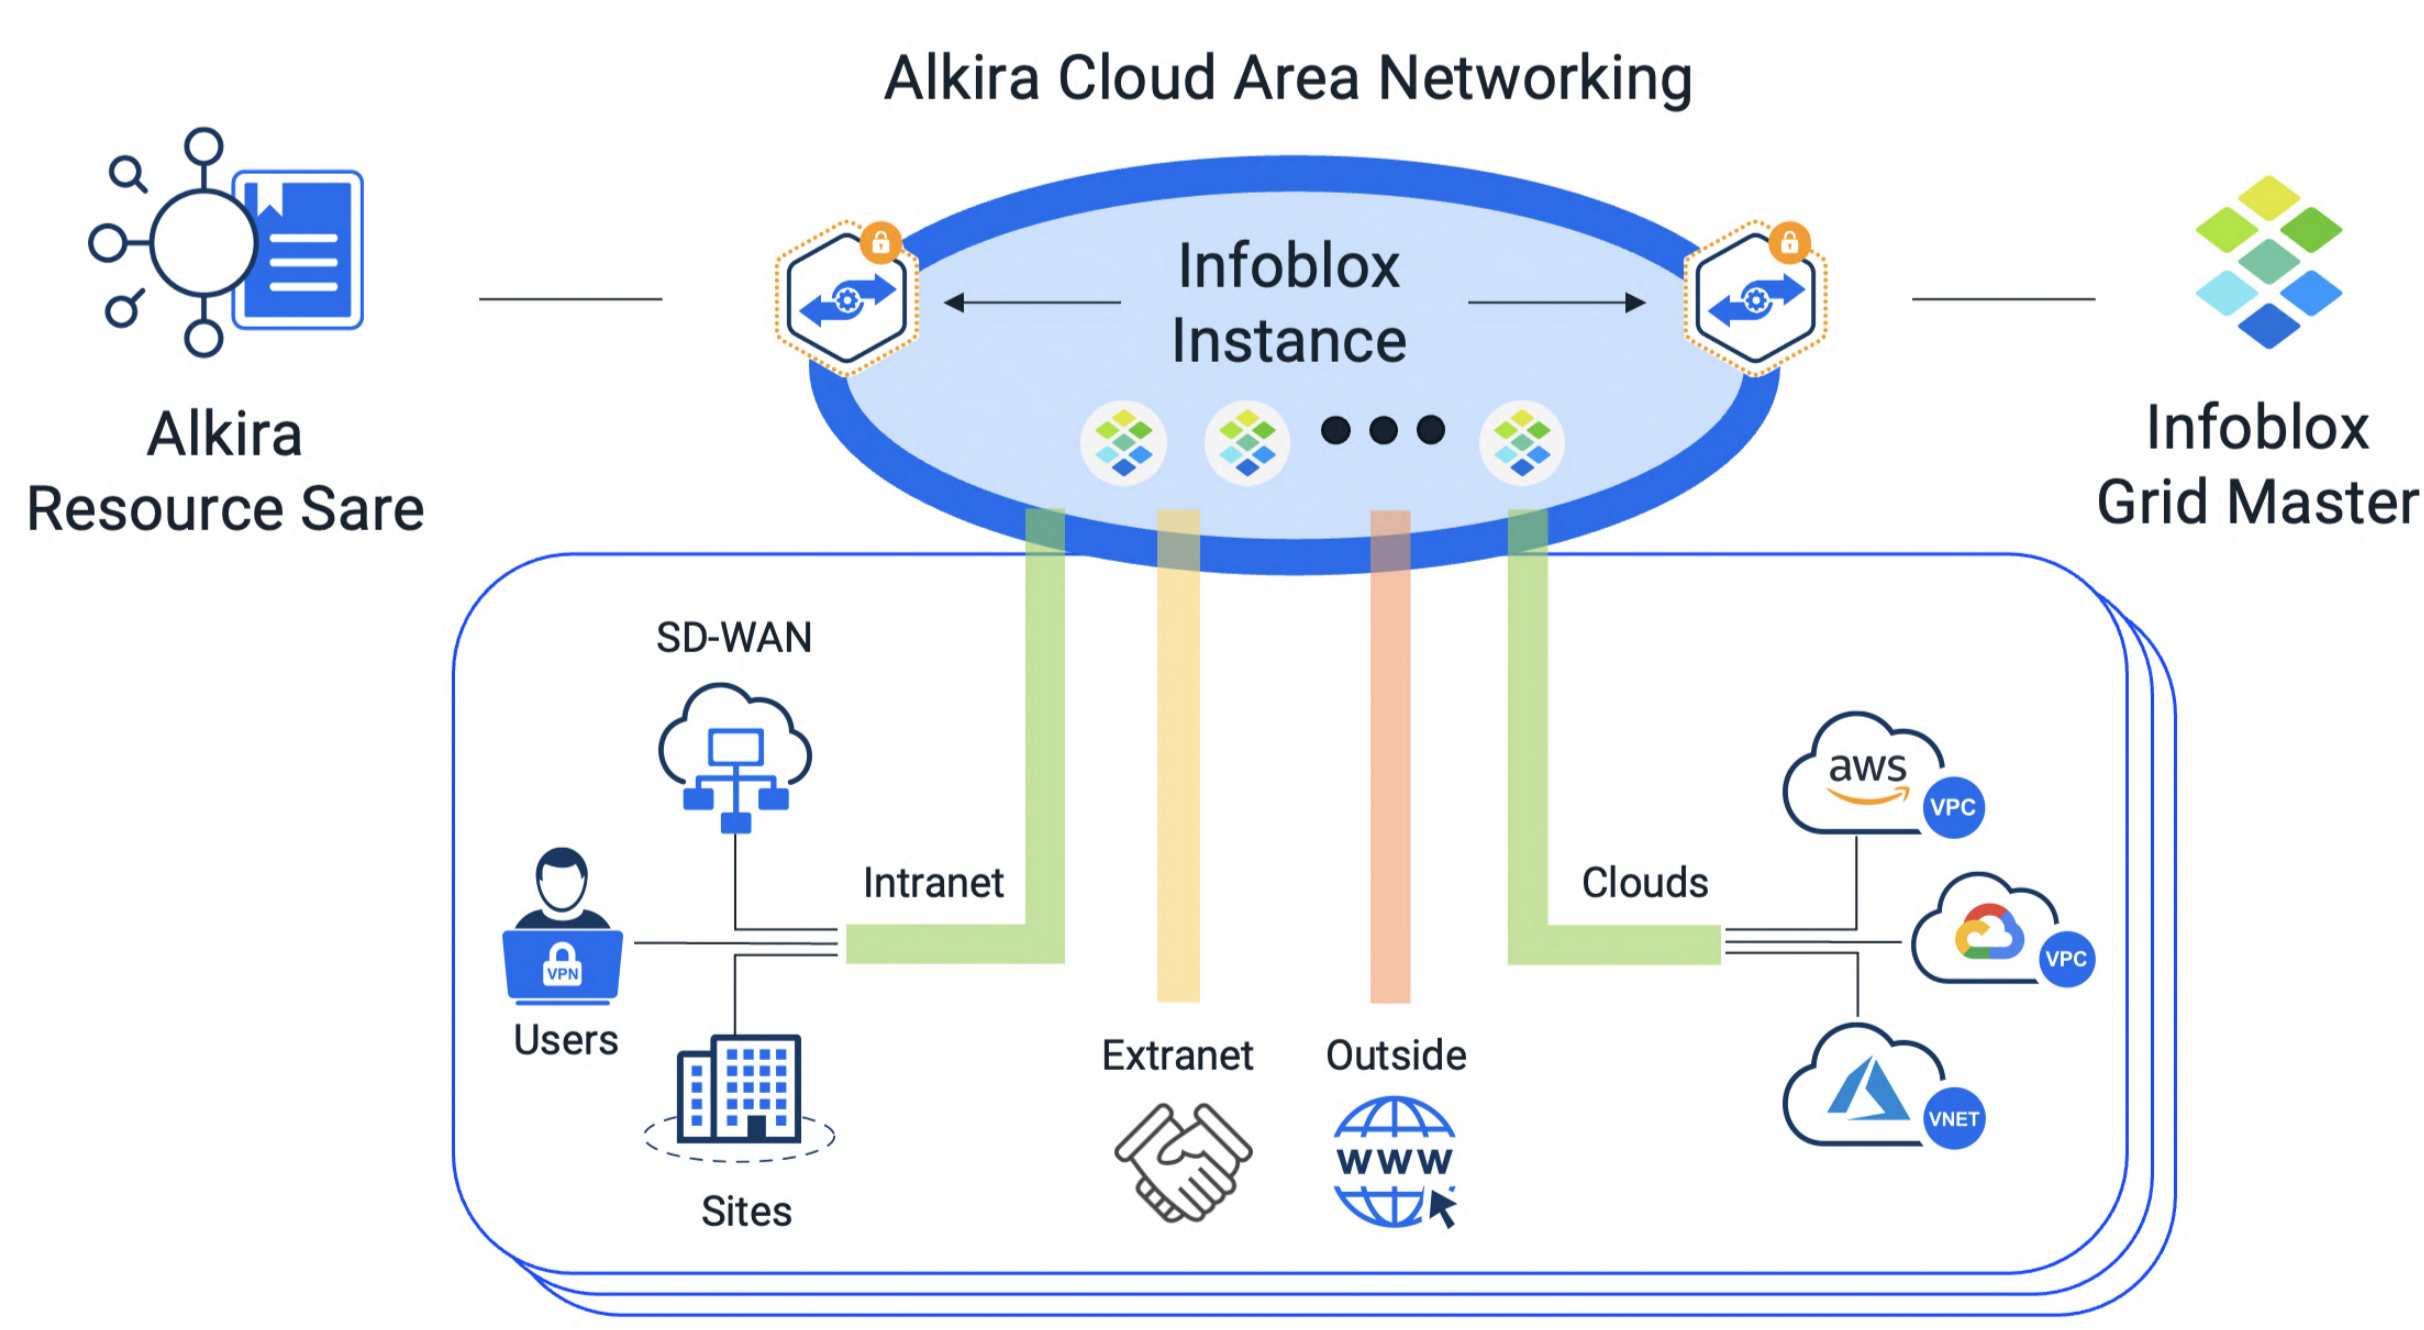 Alkira Cloud Area Networking
Infoblox
Instance
Alkira
Resource Sare
Infoblox
Grid Master
SD-WAN
aws
VPC
Intranet
Clouds
VPN
VPC
Users
Extranet
Outside
VNET
www
Sites